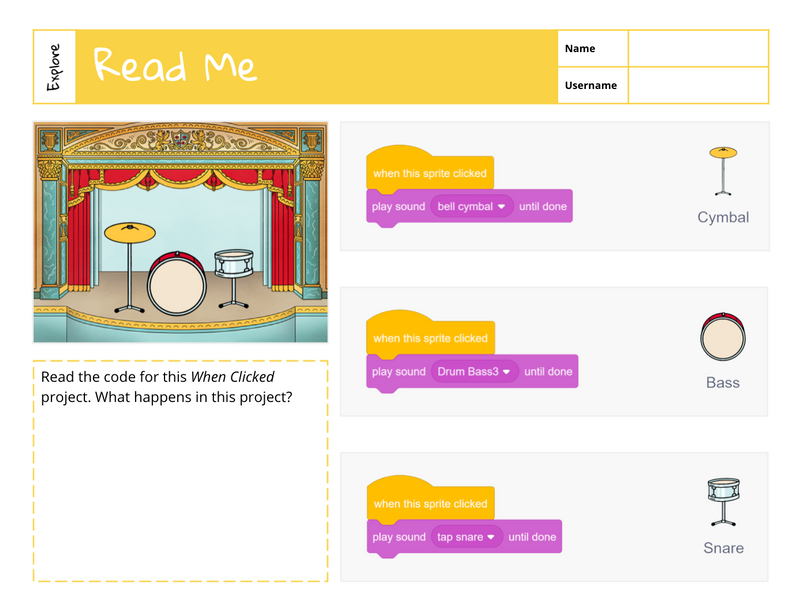 Explore
Read Me
Name
Username
when this sprite clicked
play sound bell cymbal until done
Cymbal
when this sprite clicked
play sound Drum Bass3 until done
Bass
Read the code for this When Clicked
project. What happens in this project?
when this sprite clicked
play sound tap snare until done
Snare